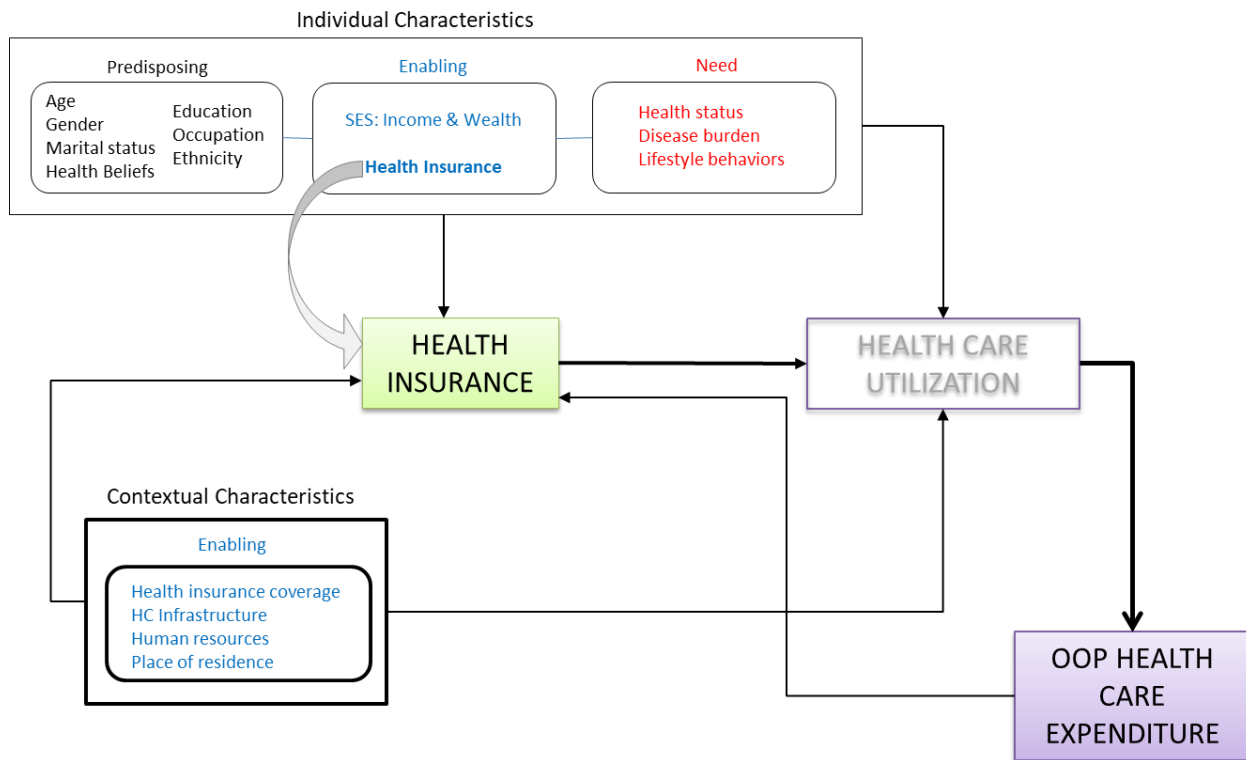 Individual Characteristics
Predisposing
Age
Gender
Marital status
Health Beliefs
Education
Occupation
Ethnicity
Enabling
SES: Income & Wealth
Health Insurance
Need
Health status
Disease burden
Lifestyle behaviors
HEALTH
INSURANCE
HEALTH CARE
UTILIZATION
Contextual Characteristics
Enabling
Health insurance coverage
HC Infrastructure
Human resources
Place of residence
OOP HEALTH
CARE
EXPENDITURE